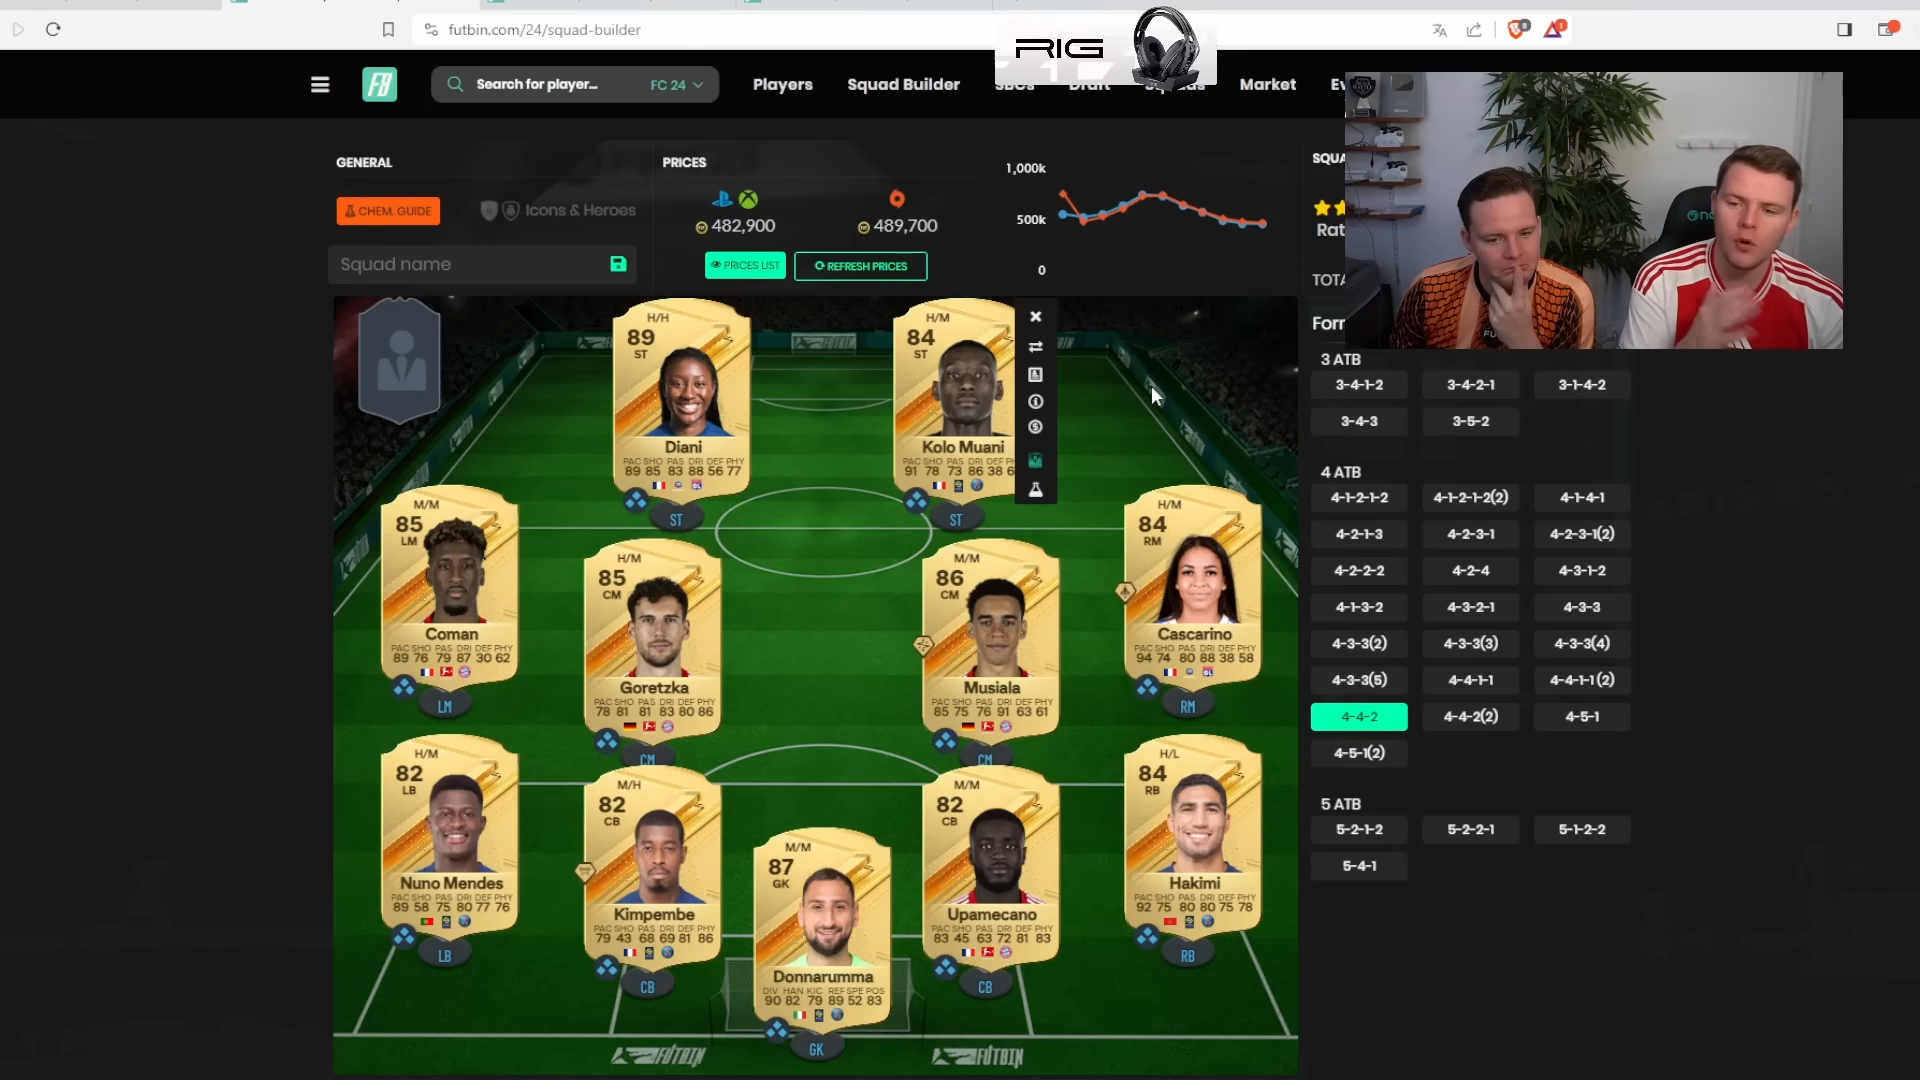 futbin.com/24/squad-builder
RIG
FB
Search for player...
FC 24
Players
Squad Builder
SBCs
Draft
Squads
Market
GENERAL
CHEM. GUIDE
Icons & Heroes
Squad name
PRICES
482,900
489,700
PRICES LIST
REFRESH PRICES
1,000k
500k
0
H/H
89
ST
Diani
PAC SHO PAS DRI DEF PHY
89 85 83 88 56 77
ST
H/M
84
ST
Kolo Muani
PAC SHO PAS DRI DEF
91 78 73 86 38
ST
M/M
85
LM
Coman
PAC SHO PAS DRI DEF PHY
89 76 79 87 30 62
LM
H/M
85
CM
Goretzka
PAC SHO PAS DRI DEF PHY
78 81 81 83 80 86
CM
M/M
86
CM
Musiala
PAC SHO PAS DRI DEF PHY
85 75 76 91 63 61
CM
H/M
84
RM
Cascarino
PAC SHO PAS DRI DEF PHY
94 74 80 88 38 58
RM
H/M
82
LB
Nuno Mendes
PAC SHO PAS DRI DEF PHY
89 58 75 80 77 76
LB
M/H
82
CB
Kimpembe
PAC SHO PAS DRI DEF PHY
79 43 68 69 81 86
CB
M/M
87
GK
Donnarumma
DIV HAN KIC REF SPE POS
90 82 79 89 52 83
GK
M/M
82
CB
Upamecano
PAC SHO PAS DRI DEF PHY
83 45 63 72 81 83
CB
H/L
84
RB
Hakimi
PAC SHO PAS DRI DEF PHY
92 75 80 80 75 78
RB
FUTBIN
FUTBIN
3 ATB
3-4-1-2 3-4-2-1 3-1-4-2
3-4-3 3-5-2
4 ATB
4-1-2-1-2 4-1-2-1-2(2) 4-1-4-1
4-2-1-3 4-2-3-1 4-2-3-1(2)
4-2-2-2 4-2-4 4-3-1-2
4-1-3-2 4-3-2-1 4-3-3
4-3-3(2) 4-3-3(3) 4-3-3(4)
4-3-3(5) 4-4-1-1 4-4-1-1 (2)
4-4-2 4-4-2(2) 4-5-1
4-5-1(2)
5 ATB
5-2-1-2 5-2-2-1 5-1-2-2
5-4-1